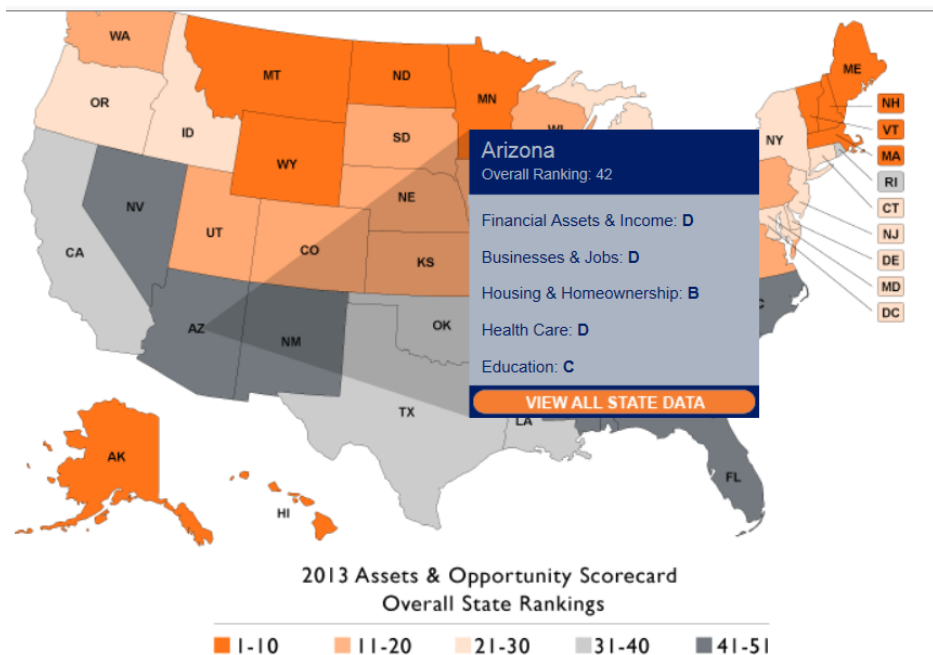 WA
MT
ND
MN
ME
OR
ID
SD
WI
NY
NH
VT
MA
RI
CT
NJ
DE
MD
DC
WY
NE
NV
UT
CO
KS
CA
AZ
NM
OK
TX
LA
FL
AK
HI
Arizona
Overall Ranking: 42
Financial Assets & Income: D
Businesses & Jobs: D
Housing & Homeownership: B
Health Care: D
Education: C
VIEW ALL STATE DATA
2013 Assets & Opportunity Scorecard
Overall State Rankings
1-10 11-20 21-30 31-40 41-51